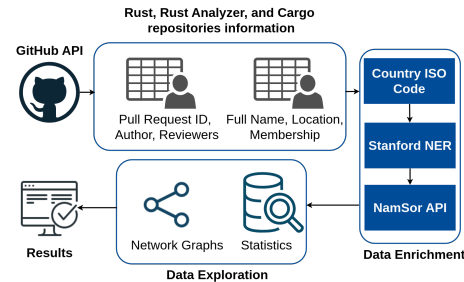 Rust, Rust Analyzer, and Cargo
repositories information
GitHub API
Pull Request ID,
Author, Reviewers
Full Name, Location,
Membership
Country ISO
Code
Stanford NER
NamSor API
Data Enrichment
Network Graphs
Statistics
Data Exploration
Results